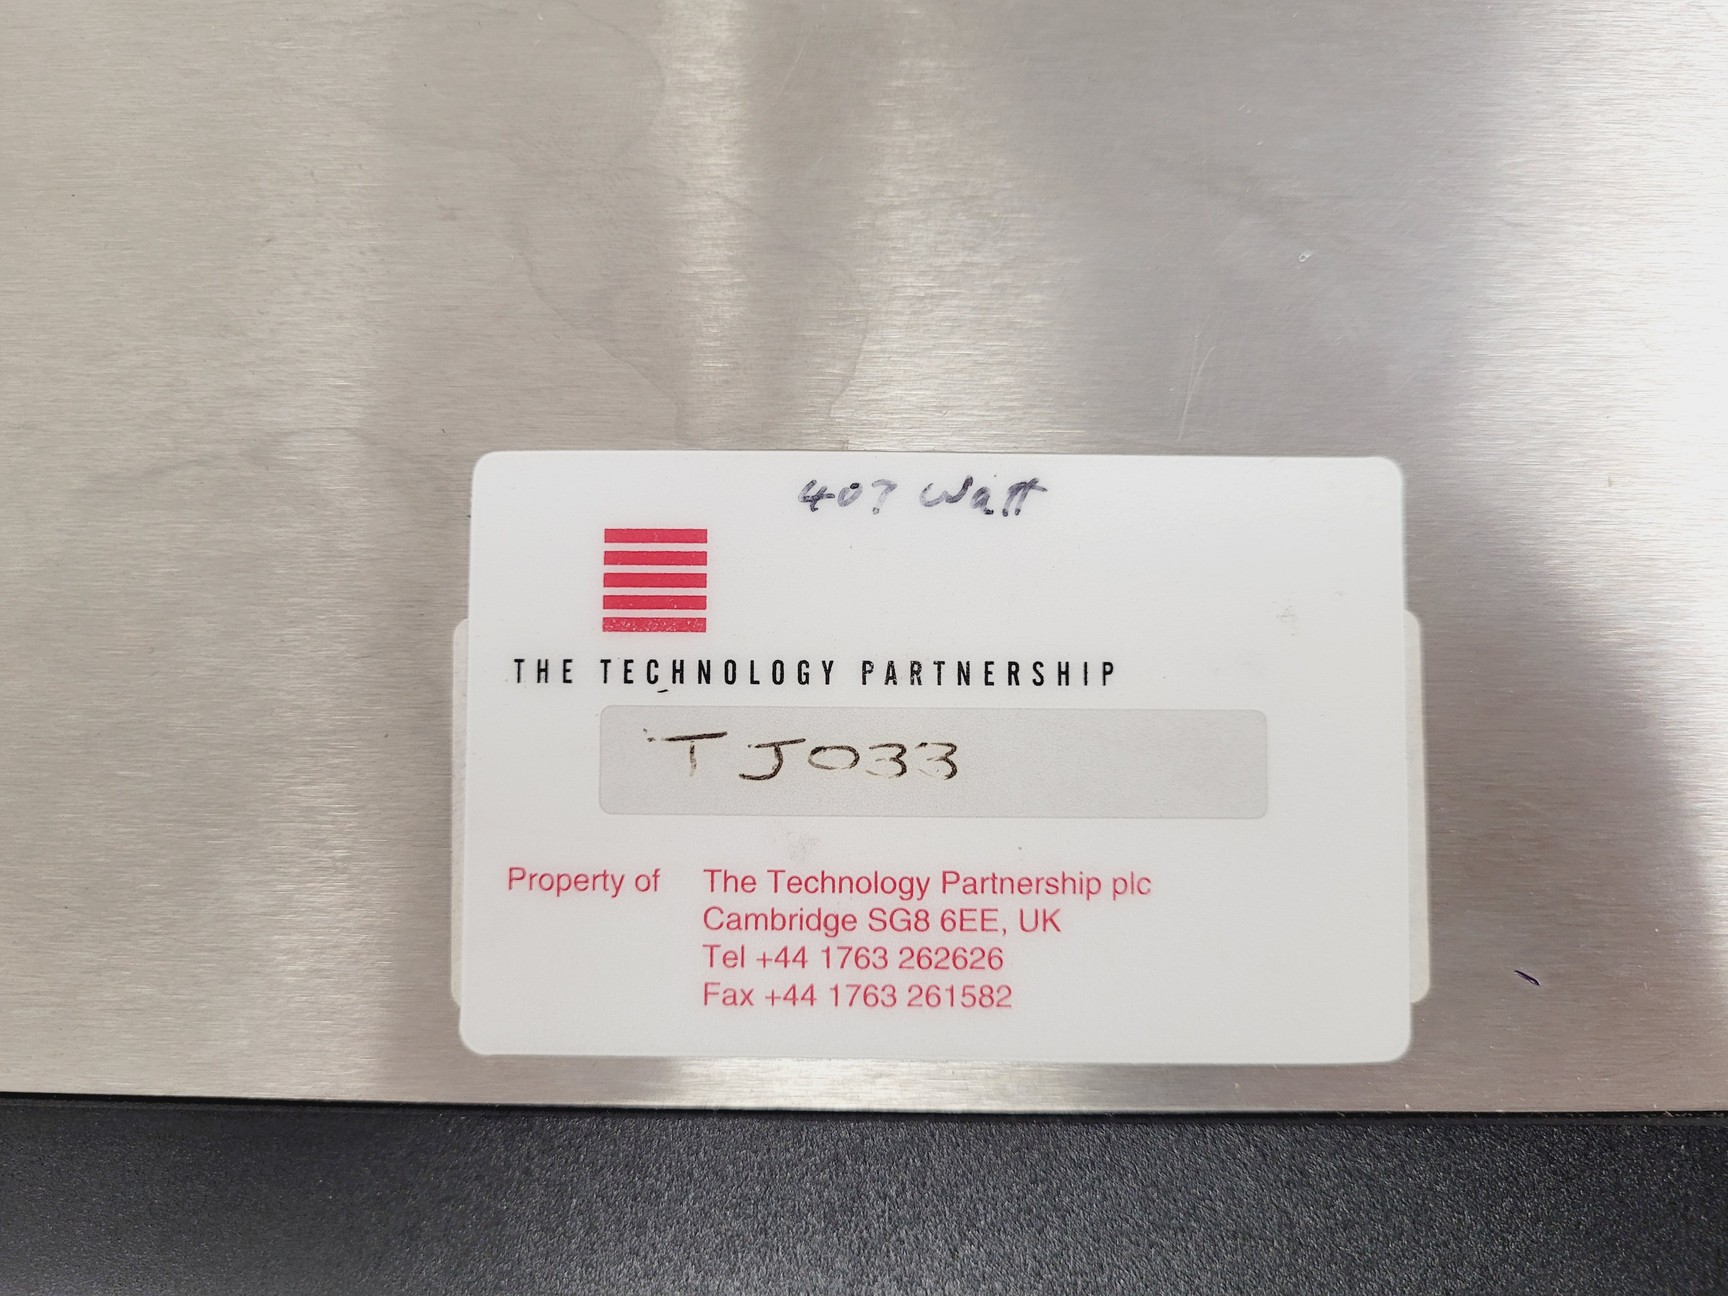 407 Watt
THE TECHNOLOGY PARTNERSHIP
TJ033
Property of The Technology Partnership plc
Cambridge SG8 6EE, UK
Tel +44 1763 262626
Fax +44 1763 261582